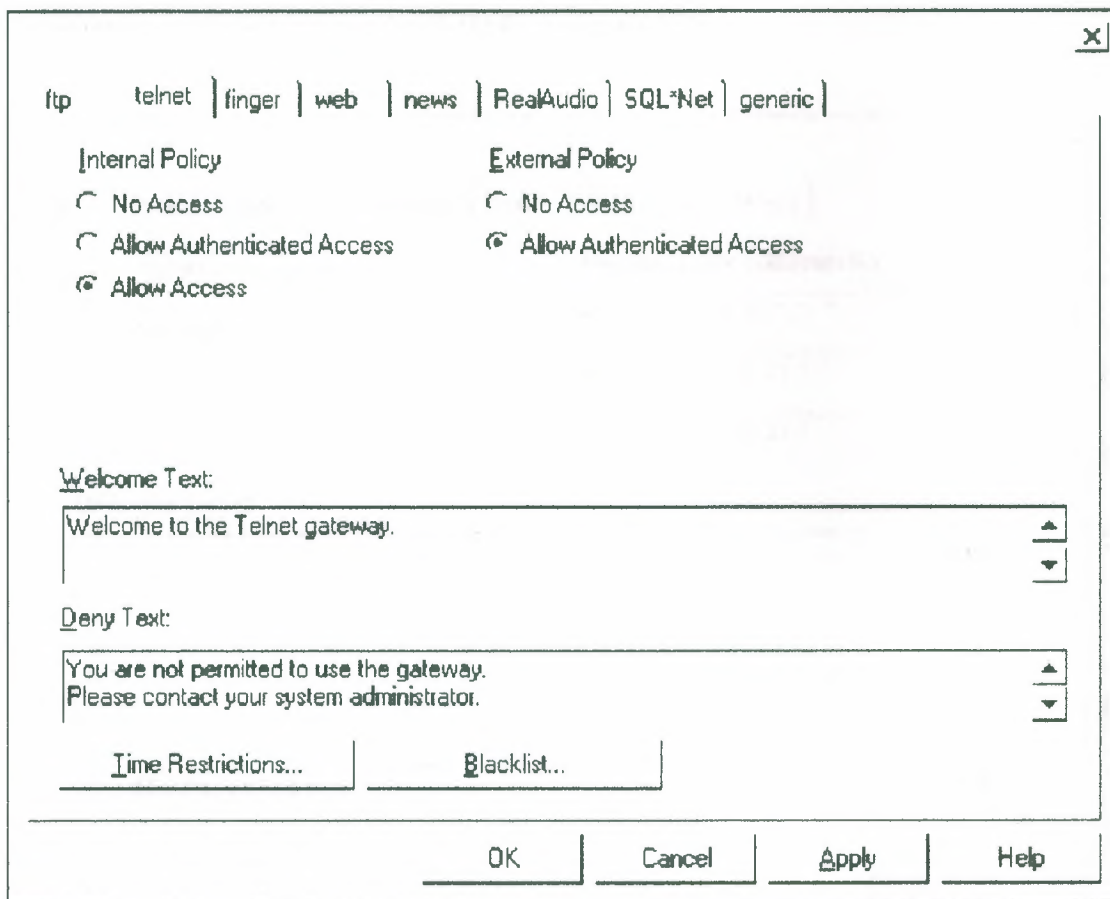 ftp telnet finger web news RealAudio SQL*Net generic
Internal Policy External Policy
No Access No Access
Allow Authenticated Access Allow Authenticated Access
Allow Access
Welcome Text:
Welcome to the Telnet gateway.
Deny Text:
You are not permitted to use the gateway.
Please contact your system administrator.
Time Restrictions... Blacklist...
OK Cancel Apply Help